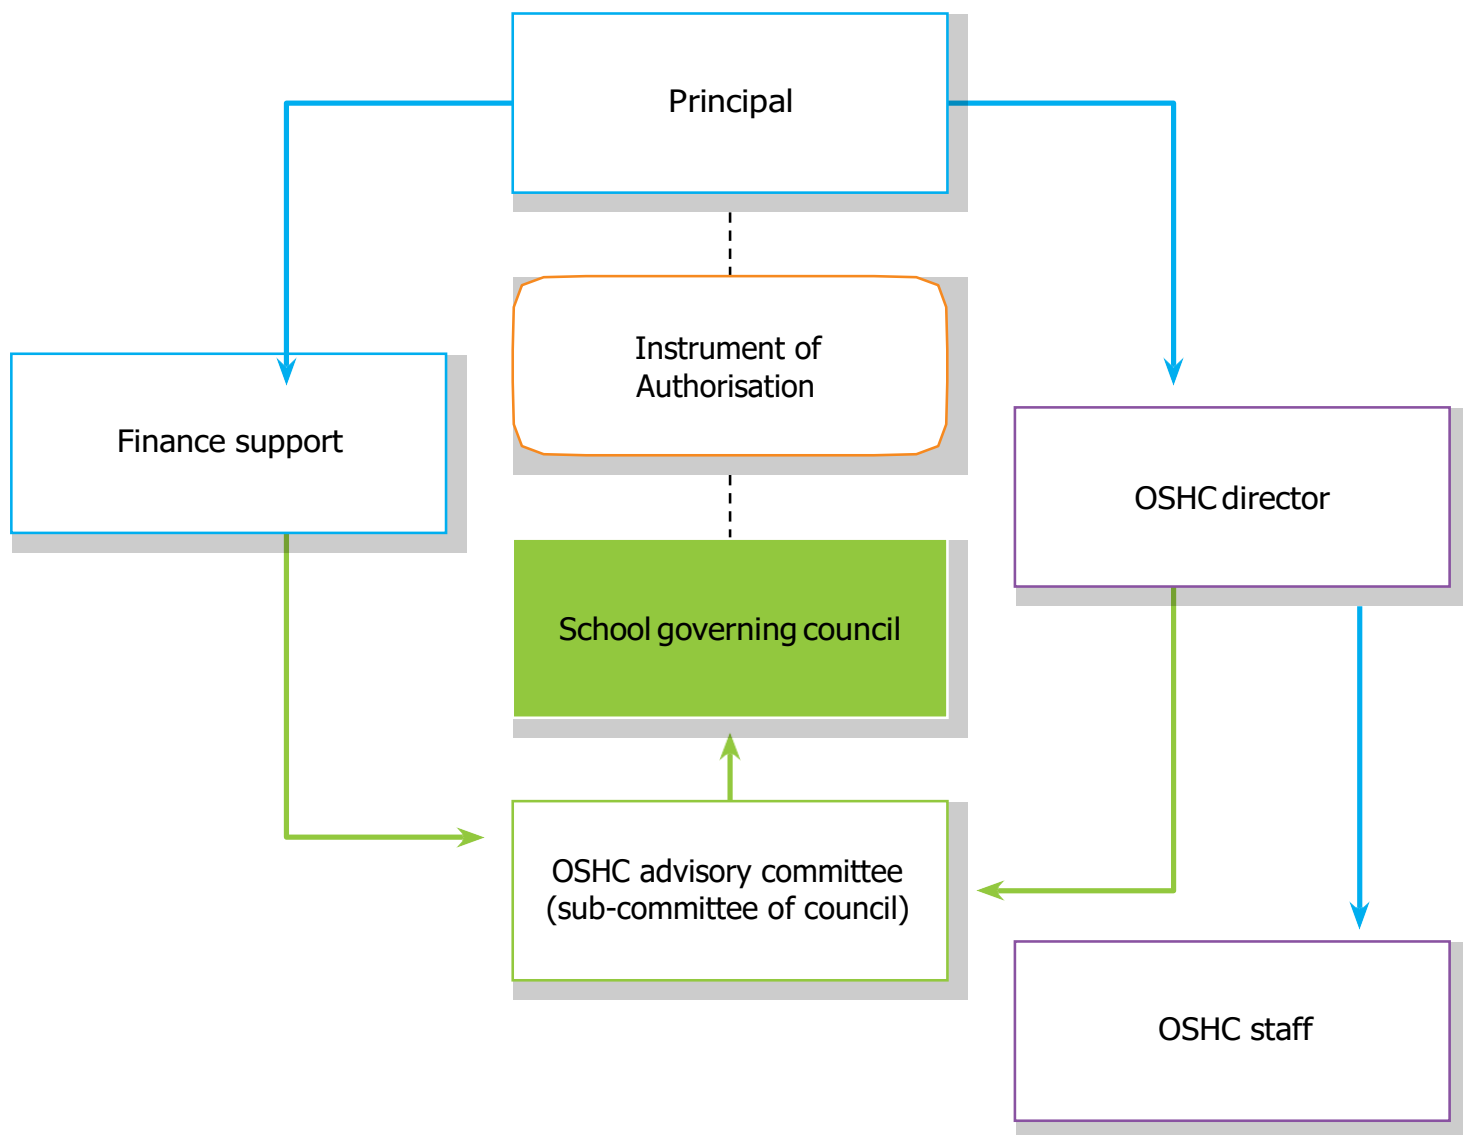 Principal
Instrument of
Authorisation
Finance support
OSHC director
School governing council
OSHC advisory committee
(sub-committee of council)
OSHC staff